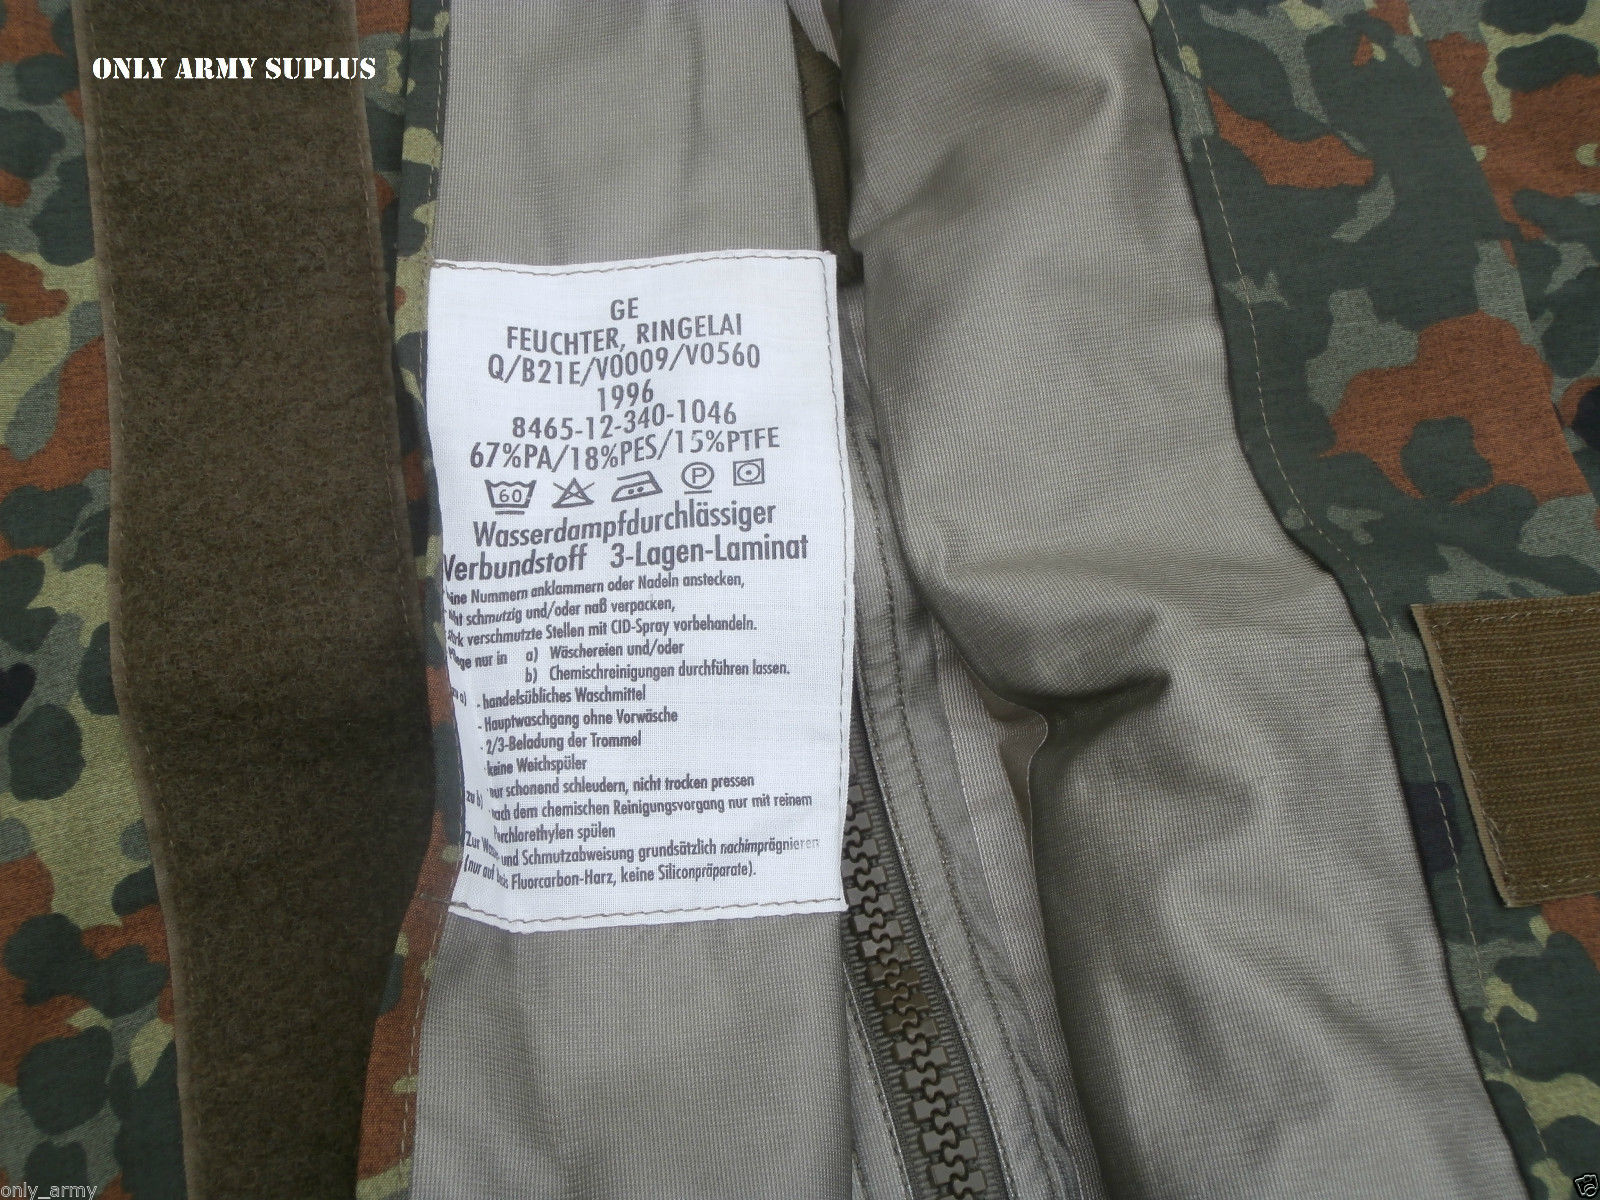 ONLY ARMY SUPLUS
GE
FEUCHTER, RINGELAI
Q/B21E/V0009/V0560
1996
8465-12-340-1046
67%PA/18%PES/15%PTFE
60 P
Wasserdampfdurchlässiger
Verbundstoff 3-Lagen-Laminat
Nummern anklammern oder Nadeln anstecken,
schmutzig und/oder naß verpacken,
verschmutzte Stellen mit CID-Spray vorbehandeln.
nur in a) Wäschereien und/oder
b) Chemischreinigungen durchführen lassen.
a) - handelsübliches Waschmittel
- Hauptwaschgang ohne Vorwäsche
- 2/3-Beladung der Trommel
keine Weichspüler
zu b) nur schonend schleudern, nicht trocken pressen
nach dem chemischen Reinigungsvorgang nur mit reinem
spülen
Zur und Schmutzabweisung grundsätzlich nachimprägnieren
(nur auf Fluorcarbon-Harz, keine Siliconpräparate).
only_army